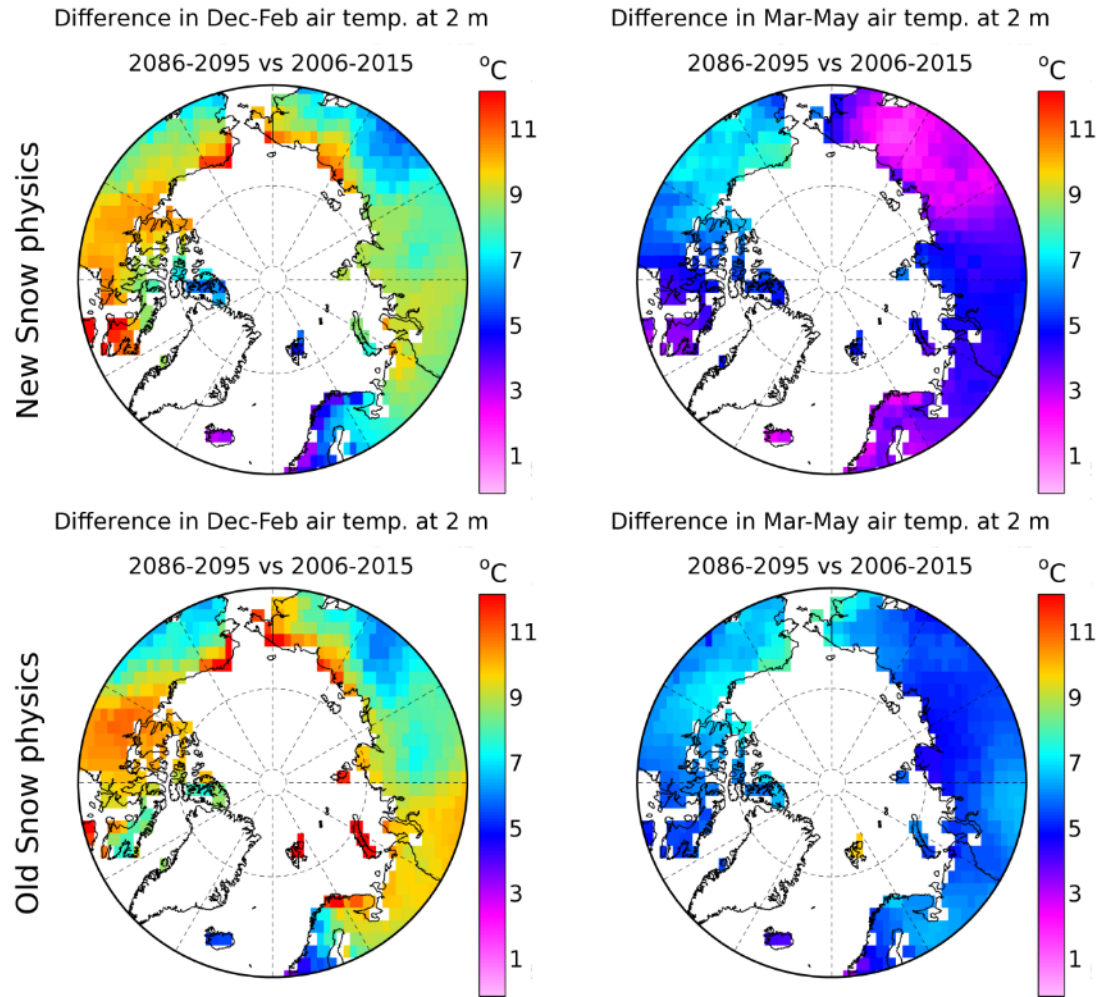 Difference in Dec-Feb air temp. at 2 m
2086-2095 vs 2006-2015
°C
11
9
7
5
3
1
Difference in Mar-May air temp. at 2 m
2086-2095 vs 2006-2015
°C
11
9
7
5
3
1
New Snow physics
Difference in Dec-Feb air temp. at 2 m
2086-2095 vs 2006-2015
°C
11
9
7
5
3
1
Difference in Mar-May air temp. at 2 m
2086-2095 vs 2006-2015
°C
11
9
7
5
3
1
Old Snow physics